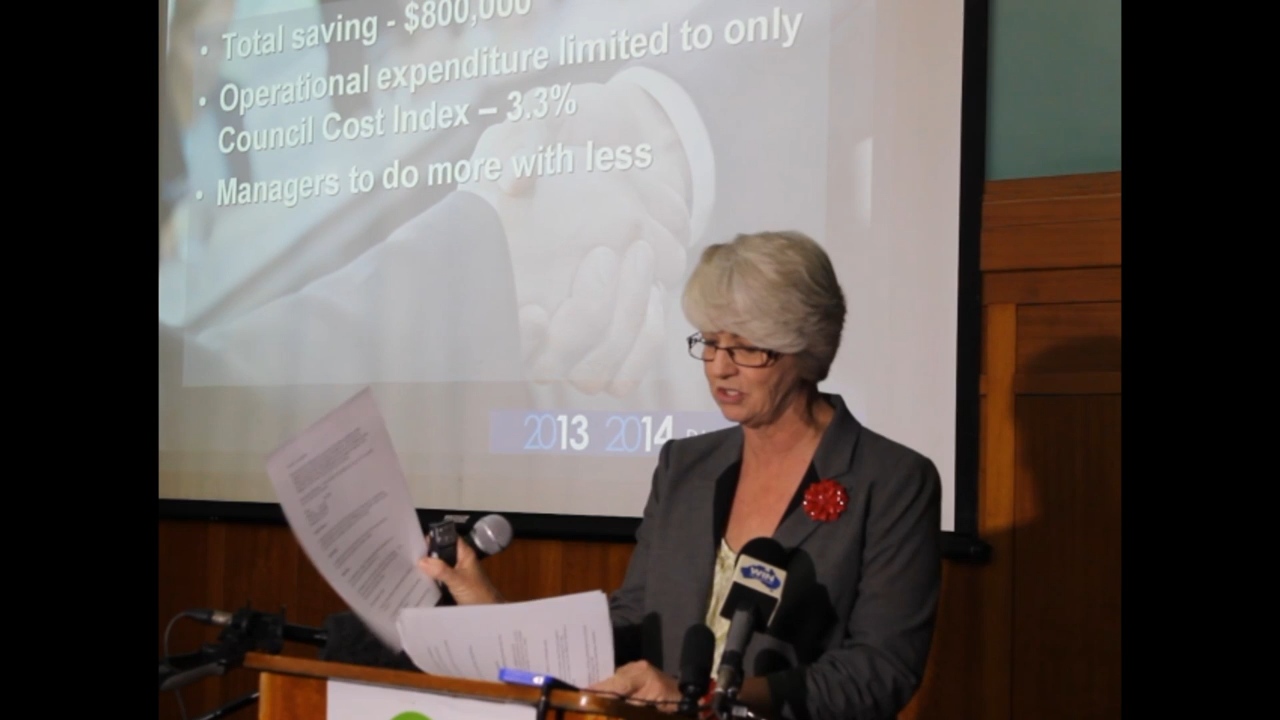 • Total saving - $800,000
• Operational expenditure limited to only
Council Cost Index – 3.3%
• Managers to do more with less
2013 2014
WIN